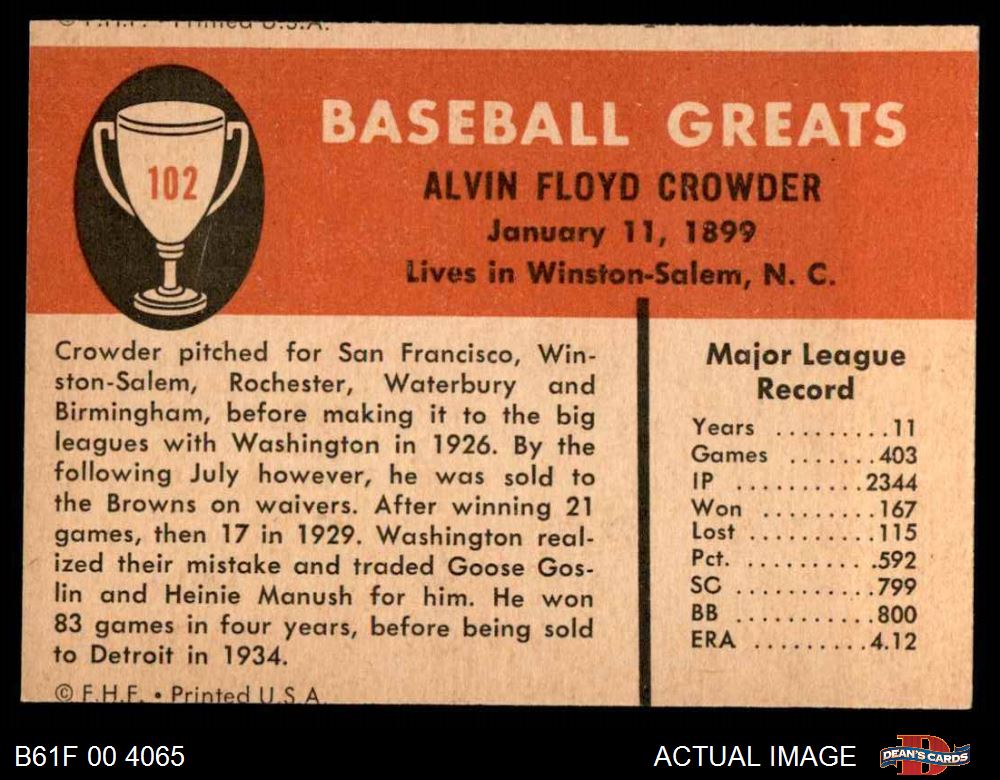 © F.H.F. • Printed U.S.A.
102
BASEBALL GREATS
ALVIN FLOYD CROWDER
January 11, 1899
Lives in Winston-Salem, N. C.
Crowder pitched for San Francisco, Win-
ston-Salem, Rochester, Waterbury and
Birmingham, before making it to the big
leagues with Washington in 1926. By the
following July however, he was sold to
the Browns on waivers. After winning 21
games, then 17 in 1929. Washington real-
ized their mistake and traded Goose Gos-
lin and Heinie Manush for him. He won
83 games in four years, before being sold
to Detroit in 1934.
© F.H.F. • Printed U.S.A.
Major League
Record
Years .........11
Games .......403
IP ..........2344
Won .........167
Lost ..........115
Pct. ..........592
SO ...........799
BB ...........800
ERA .........4.12
B61F 00 4065
ACTUAL IMAGE
DEAN'S CARDS